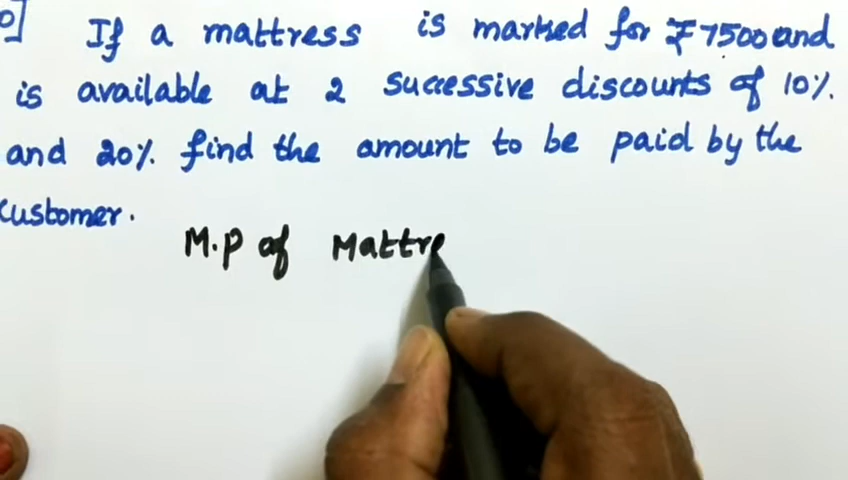 0] If a mattress is marked for ₹7500 and
is available at 2 successive discounts of 10%.
and 20%. find the amount to be paid by the
customer.
M.P of Mattre